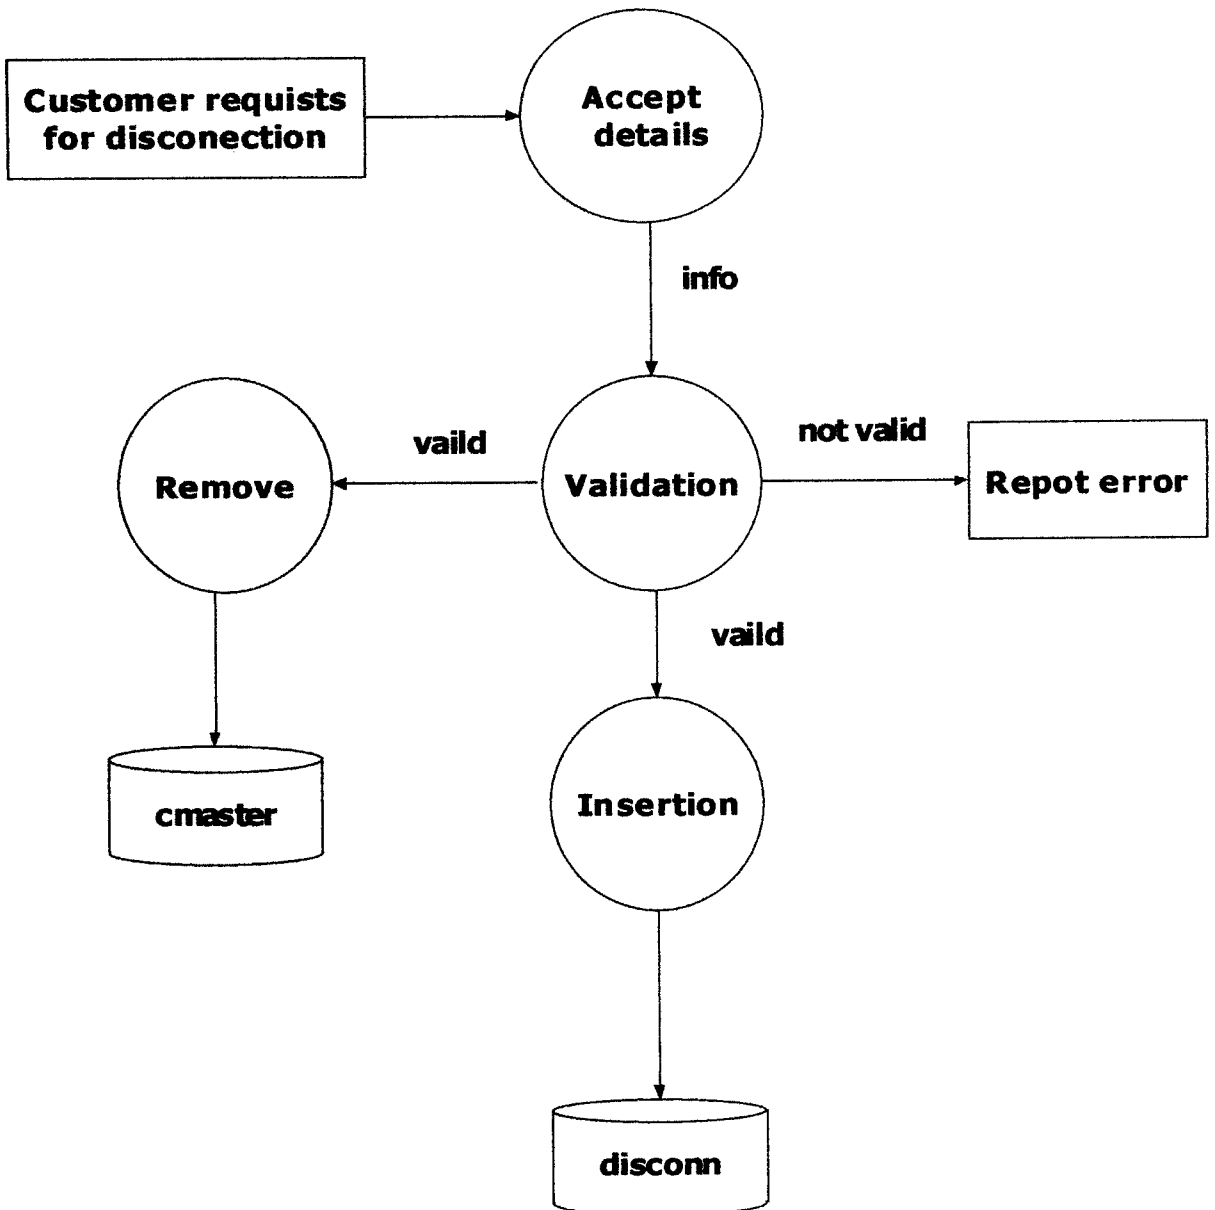 Customer requists
for disconection
Accept
details
info
vaild
not valid
Remove
Validation
Repot error
vaild
cmaster
Insertion
disconn